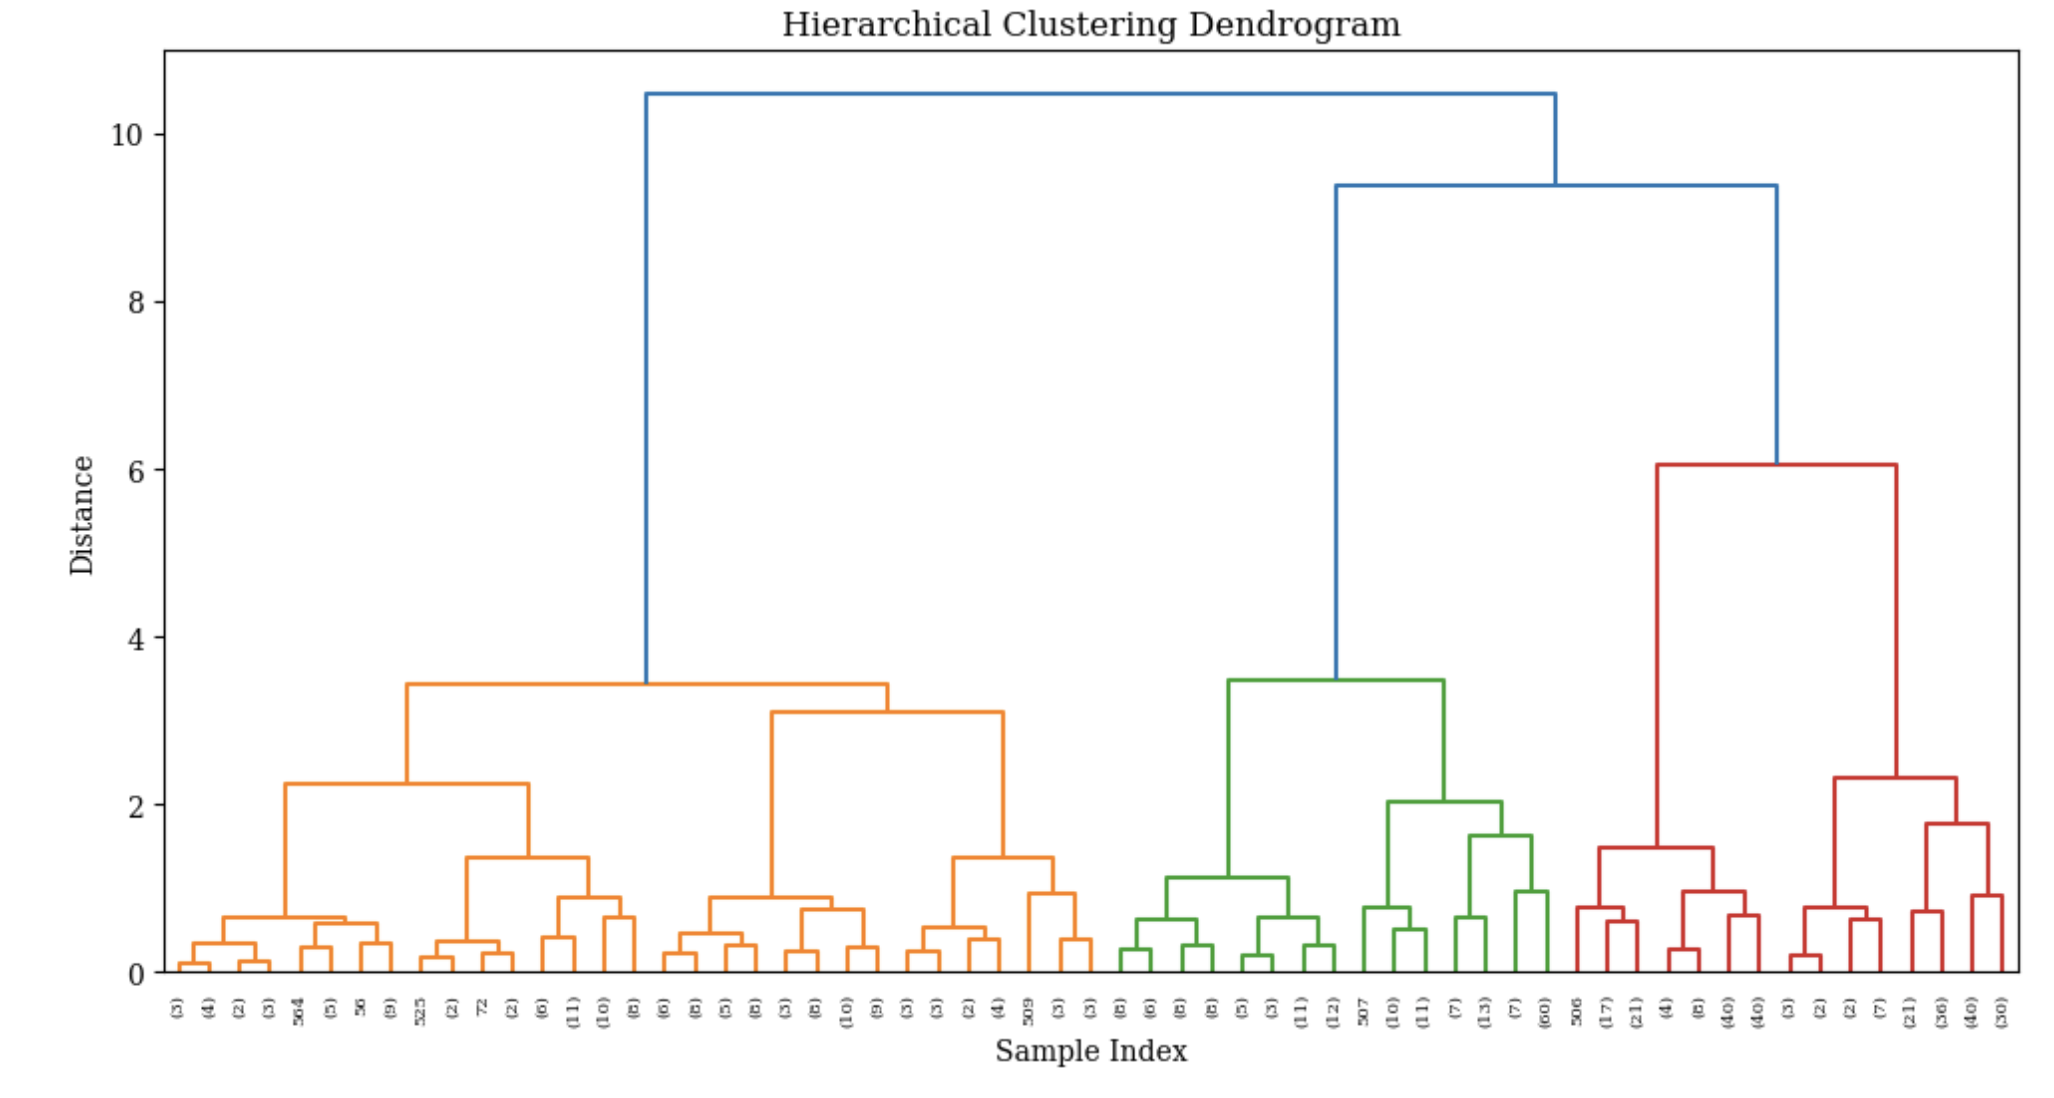 Hierarchical Clustering Dendrogram
10
8
6
4
2
0
Distance
(3) (4) (2) (3) 564 (5) 56 (9) 525 (2) 72 (2) (6) (11) (10) (8) (6) (8) (5) (8) (3) (8) (10) (9) (3) (3) (2) (4) 509 (3) (3) (8) (6) (8) (8) (5) (3) (11) (12) 507 (10) (11) (7) (13) (7) (60) 506 (17) (21) (4) (8) (40) (40) (3) (2) (2) (7) (21) (36) (40) (30)
Sample Index